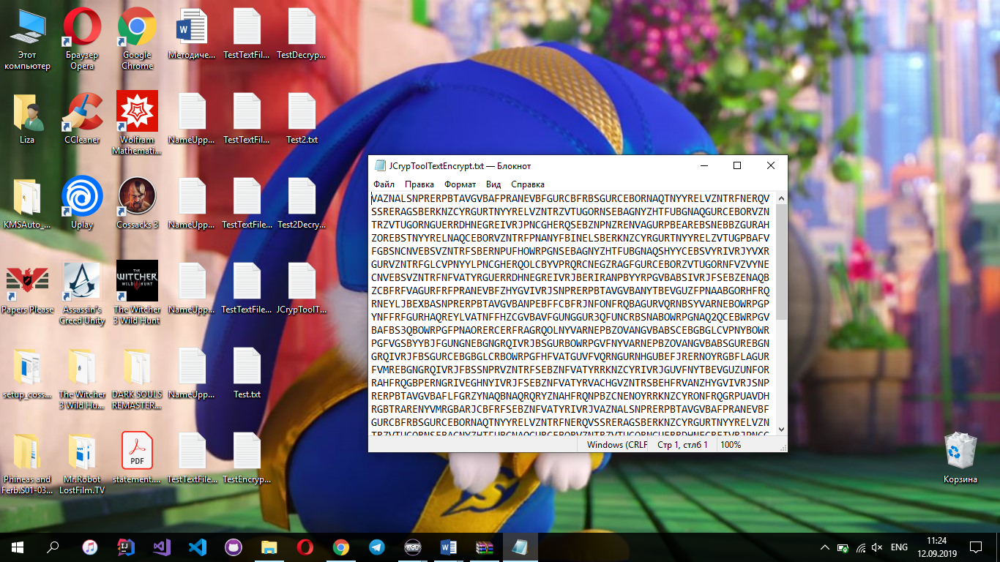 Этот компьютер
Браузер Opera
Google Chrome
Методиче...
TestTextFil...
TestDecryp...
Liza
CCleaner
Wolfram Mathemati...
NameUpp...
TestTextFil...
Test2.txt
KMSAuto_...
Uplay
Cossacks 3
NameUpp...
TestTextFile...
Test2Decry...
Papers Please
Assassin's Creed Unity
The Witcher 3 Wild Hunt
NameUpp...
TestTextFile...
JCrypToolT...
setup_coss...
The Witcher 3 Wild Hu...
DARK SOULS REMASTER...
NameUpp...
Test.txt
Phineas and Ferb.S01-03...
Mr.Robot LostFilm.TV
statement....
TestTextFile...
TestEncryp...
JCrypToolTextEncrypt.txt — Блокнот
Файл Правка Формат Вид Справка
VAZNALSNPRERPBTAVGVBAFPRANEVBFGURCBFRBSGURCEBORNAQTNYYRELVZNTRFNERQV
SSRERAGSBERKNZCYRGURTNYYRELVZNTRZVTUGORNSEBAGNYZHTFUBGNAQGURCEBORVZN
TRZVTUGORNGUERRDHNEGREIVRJPNCGHERQSEBZNPNZRENVAGURPBEAREBSNEBBZGURAH
ZOREBSTNYYRELNAQCEBORVZNTRFPNANYFBINELSBERKNZCYRGURTNYYRELZVTUGPBAFV
FGBSNCNVEBSVZNTRFSBERNPUFHOWRPGNSEBAGNYZHTFUBGNAQSHYYCEBSVYRIVRJYVXR
GURVZNTRFGLCVPNYYLPNCGHERQOLCBYVPRQRCNEGZRAGFGURCEBORZVTUGORNFVZVYNE
CNVEBSVZNTRFNFVATYRGUERRDHNEGREIVRJBERIRANPBYYRPGVBABSIVRJFSEBZENAQB
ZCBFRFVAGURFRFPRANEVBFZHYGVIVRJSNPRERPBTAVGVBANYTBEVGUZFPNAABGORHFRQ
RNEYLJBEXBASNPRERPBTAVGVBANPEBFFCBFRJNFONFRQBAGURVQRNBSYVARNEBOWRPGP
YNFFRFGURHAQREYLVATNFFHZCGVBAVFGUNGGUR3QFUNCRBSNABOWRPGNAQ2QCEBWRPGV
BAFBS3QBOWRPGFPNAORERCERFRAGRQOLNYVARNEPBZOVANGVBABSCEBGBGLCVPNYBOWR
PGFVGSBYYBJFGUNGNEBGNGRQIVRJBSGURBOWRPGVFNYVARNEPBZOVANGVBABSGUREBGN
GRQIVRJFBSGURCEBGBGLCRBOWRPGFHFVATGUVFVQRNGURNHGUBEFJRERNOYRGBFLAGUR
FVMREBGNGRQIVRJFBSSNPRVZNTRFSEBZNFVATYRRKNZCYRIVRJGUVFNYTBEVGUZUNFOR
RAHFRQGBPERNGRIVEGHNYIVRJFSEBZNFVATYRVACHGVZNTRSBEHFRVANZHYGVIVRJSNP
RERPBTAVGVBAFLFGRZYNAQBNAQRQRYZNAHFRQNPBZCNENOYRRKNZCYRONFRQGRPUAVDH
RGBTRARENYVMRGBARJCBFRFSEBZNFVATYRIVRJVAZNALSNPRERPBTAVGVBAFPRANEVBF
GURCBFRBSGURCEBORNAQTNYYRELVZNTRFNERQVSSRERAGSBERKNZCYRGURTNYYRELVZN
Windows (CRLF
Стр 1, стлб 1
100%
Корзина
ENG
11:24
12.09.2019